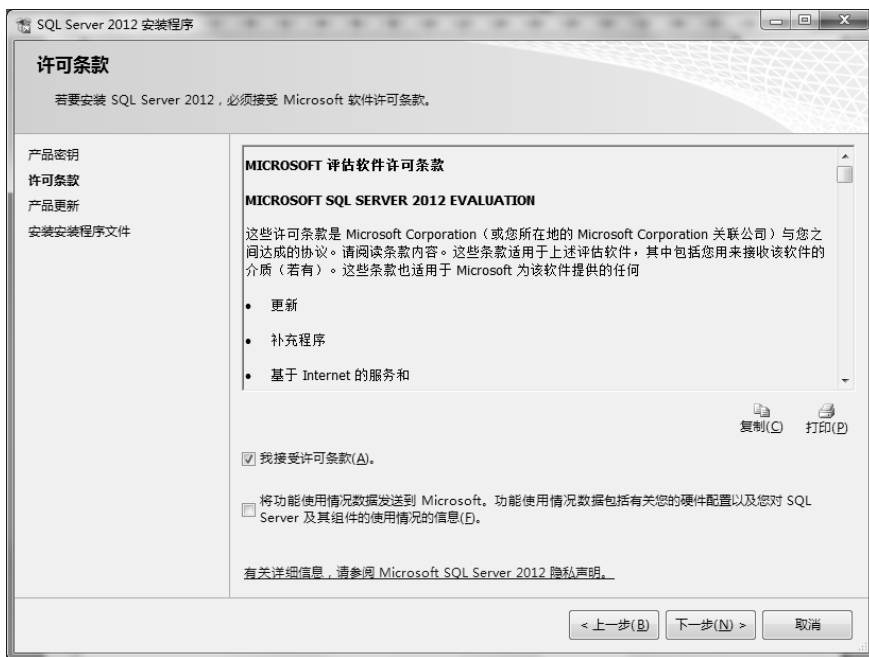 SQL Server 2012 安装程序
许可条款
若要安装 SQL Server 2012，必须接受 Microsoft 软件许可条款。
产品密钥
许可条款
产品更新
安装安装程序文件
MICROSOFT 评估软件许可条款
MICROSOFT SQL SERVER 2012 EVALUATION
这些许可条款是 Microsoft Corporation（或您所在地的 Microsoft Corporation 关联公司）与您之
间达成的协议。请阅读条款内容。这些条款适用于上述评估软件，其中包括您用来接收该软件的
介质（若有）。这些条款也适用于 Microsoft 为该软件提供的任何
• 更新
• 补充程序
• 基于 Internet 的服务和
复制(C) 打印(P)
我接受许可条款(A)。
将功能使用情况数据发送到 Microsoft。功能使用情况数据包括有关您的硬件配置以及您对 SQL
Server 及其组件的使用情况的信息(F)。
有关详细信息，请参阅 Microsoft SQL Server 2012 隐私声明。
< 上一步(B) 下一步(N) > 取消